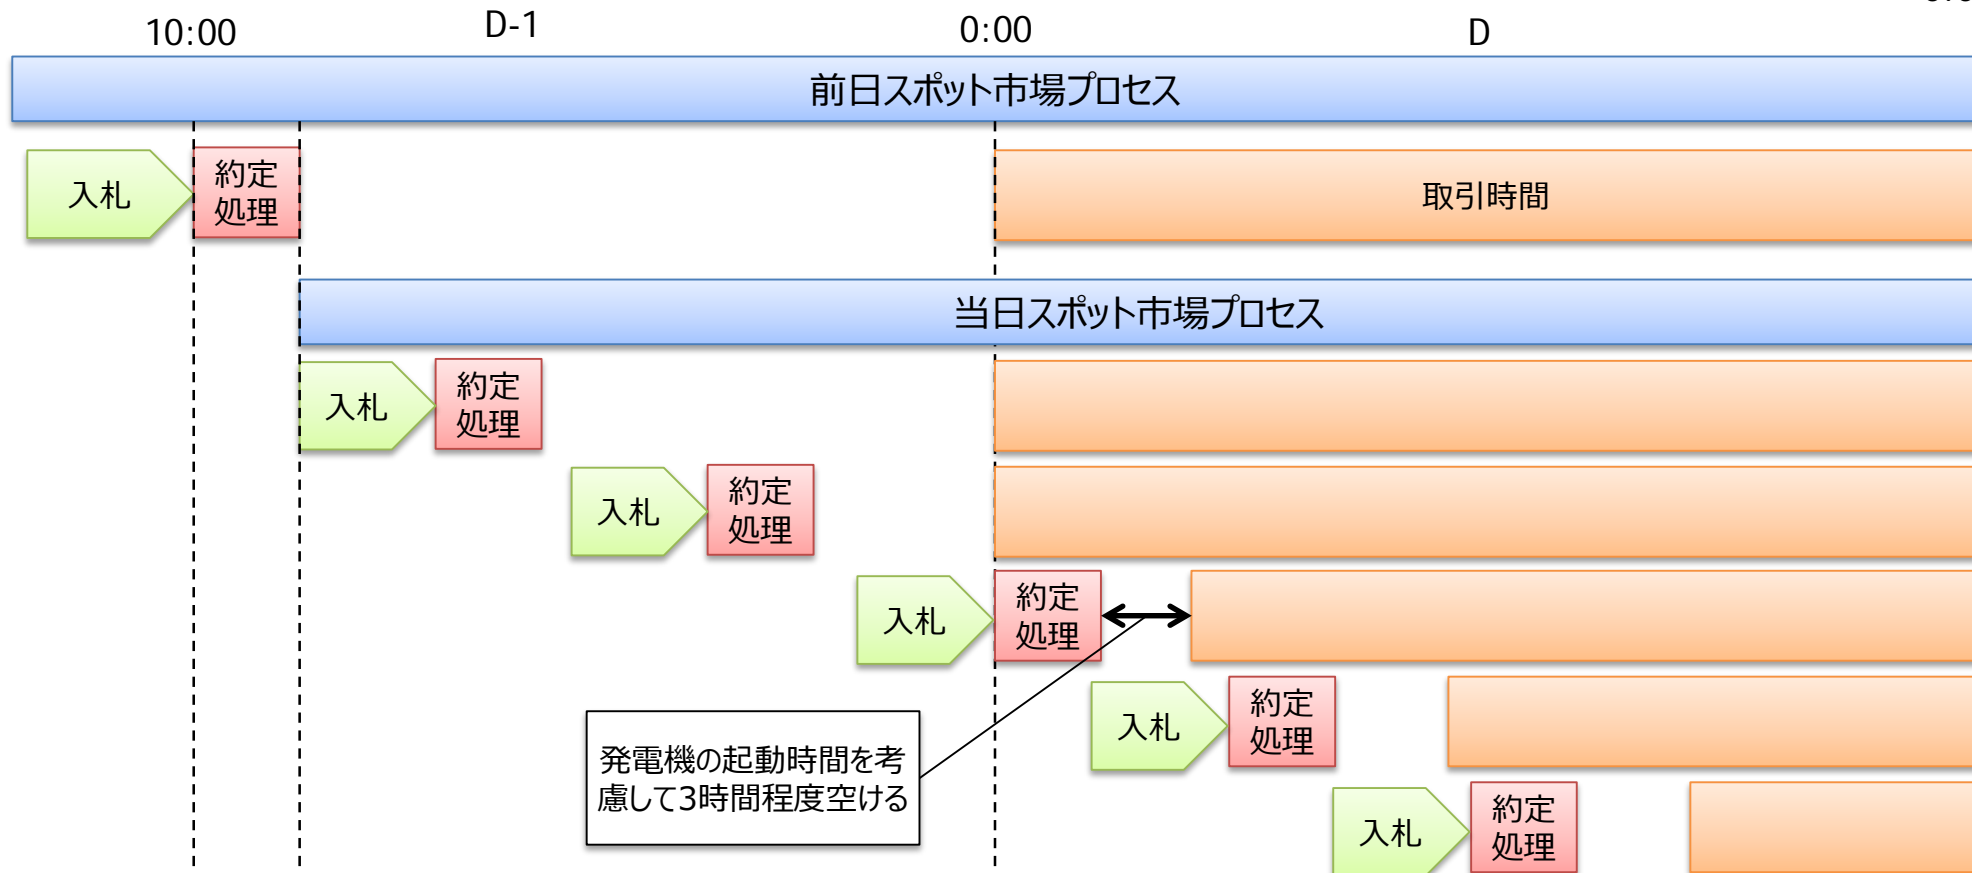 10:00
D-1
0:00
D
前日スポット市場プロセス
入札
約定
処理
取引時間
当日スポット市場プロセス
入札
約定
処理
入札
約定
処理
入札
約定
処理
入札
約定
処理
発電機の起動時間を考
慮して3時間程度空ける
入札
約定
処理